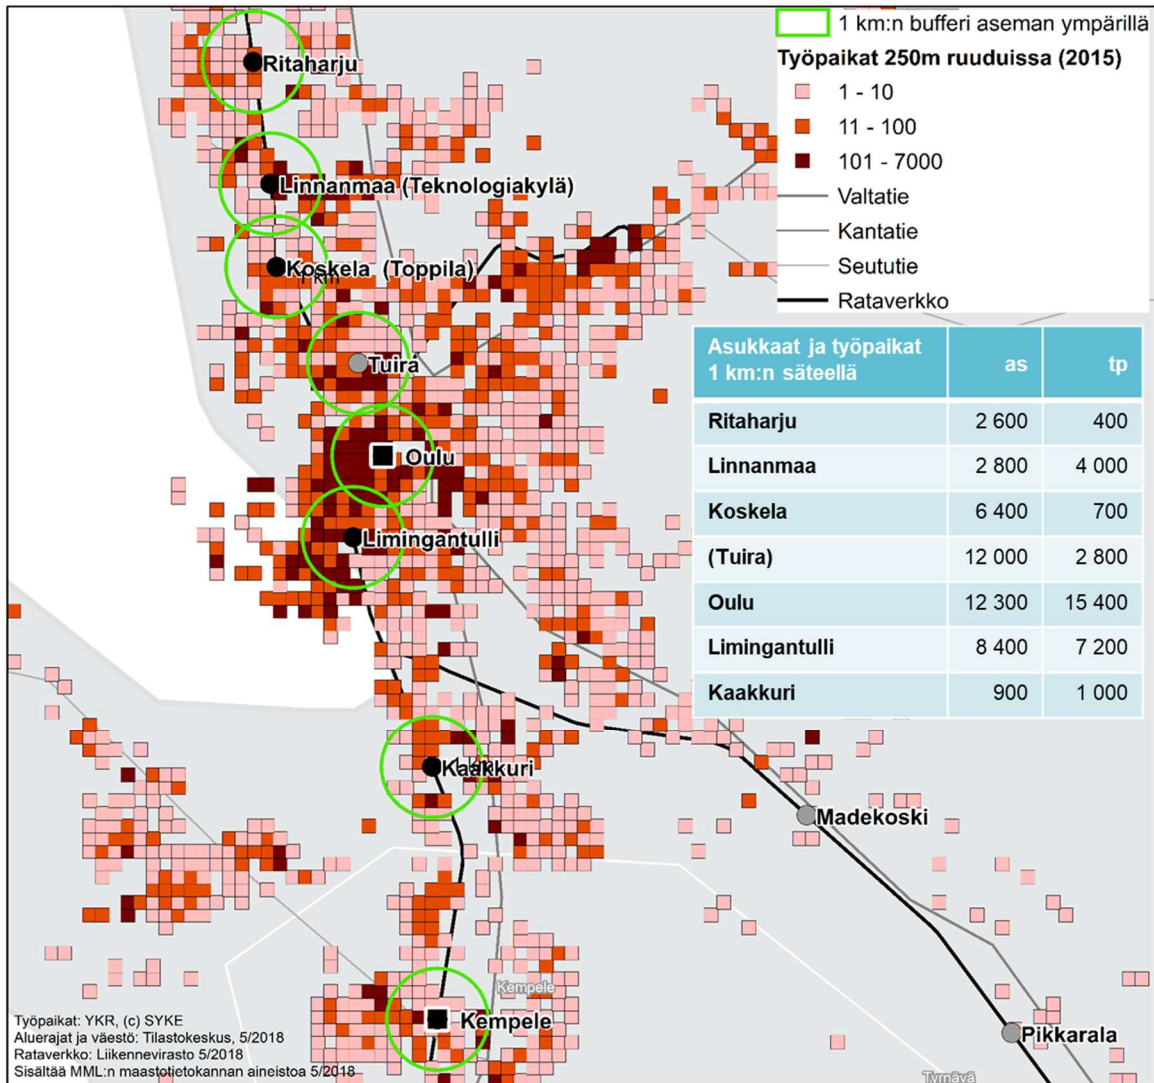 1 km:n bufferi aseman ympärillä
Työpaikat 250m ruuduissa (2015)
1 - 10
11 - 100
101 - 7000
Valtatie
Kantatie
Seututie
Rataverkko
Ritaharju
Linnanmaa (Teknologiakylä)
Koskela (Toppila)
1 km
Tuira
Oulu
Limingantulli
Kaakkuri
Madekoski
Kempele
Kempele
Pikkarala
Tyrnävä
Asukkaat ja työpaikat
1 km:n säteellä as tp
Ritaharju 2 600 400
Linnanmaa 2 800 4 000
Koskela 6 400 700
(Tuira) 12 000 2 800
Oulu 12 300 15 400
Limingantulli 8 400 7 200
Kaakkuri 900 1 000
Työpaikat: YKR, (c) SYKE
Aluerajat ja väestö: Tilastokeskus, 5/2018
Rataverkko: Liikennevirasto 5/2018
Sisältää MML:n maastotietokannan aineistoa 5/2018